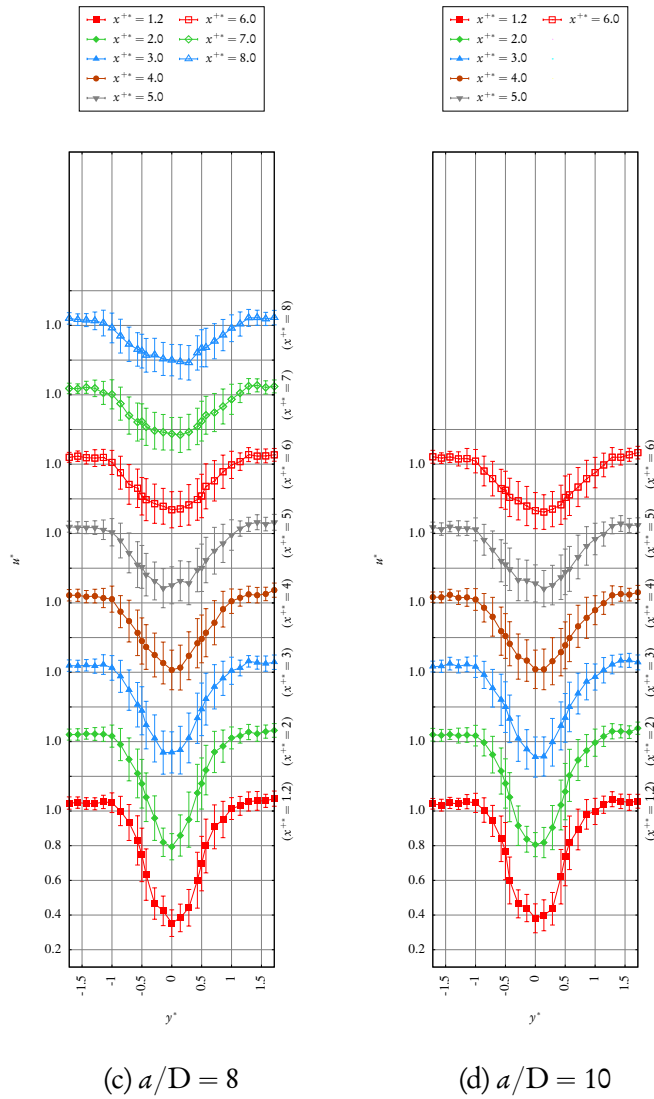 x⁺* = 1.2
x⁺* = 2.0
x⁺* = 3.0
x⁺* = 4.0
x⁺* = 5.0
x⁺* = 6.0
x⁺* = 7.0
x⁺* = 8.0
u*
1.0
1.0
1.0
1.0
1.0
1.0
1.0
1.0
0.8
0.6
0.4
0.2
(x⁺* = 8)
(x⁺* = 7)
(x⁺* = 6)
(x⁺* = 5)
(x⁺* = 4)
(x⁺* = 3)
(x⁺* = 2)
(x⁺* = 1.2)
-1.5
-1
-0.5
0
0.5
1
1.5
y*
(c) a/D = 8
x⁺* = 1.2
x⁺* = 2.0
x⁺* = 3.0
x⁺* = 4.0
x⁺* = 5.0
x⁺* = 6.0
u*
1.0
1.0
1.0
1.0
1.0
1.0
0.8
0.6
0.4
0.2
(x⁺* = 6)
(x⁺* = 5)
(x⁺* = 4)
(x⁺* = 3)
(x⁺* = 2)
(x⁺* = 1.2)
-1.5
-1
-0.5
0
0.5
1
1.5
y*
(d) a/D = 10